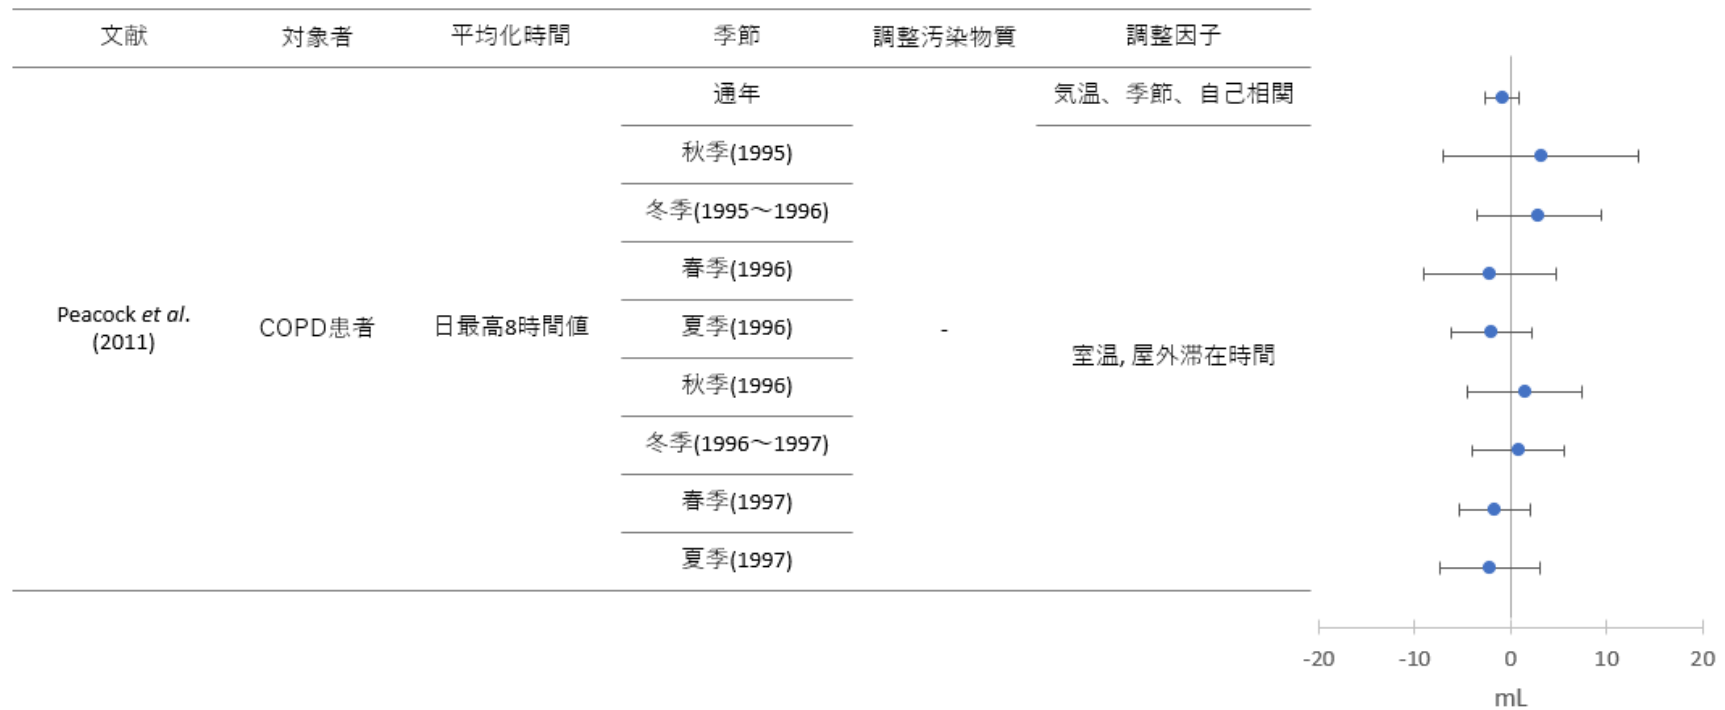 文献 対象者 平均化時間 季節 調整汚染物質 調整因子
通年 気温、季節、自己相関
秋季(1995)
冬季(1995～1996)
春季(1996)
Peacock et al.
(2011)
COPD患者 日最高8時間値 夏季(1996) -
室温, 屋外滞在時間
秋季(1996)
冬季(1996～1997)
春季(1997)
夏季(1997)
-20 -10 0 10 20
mL